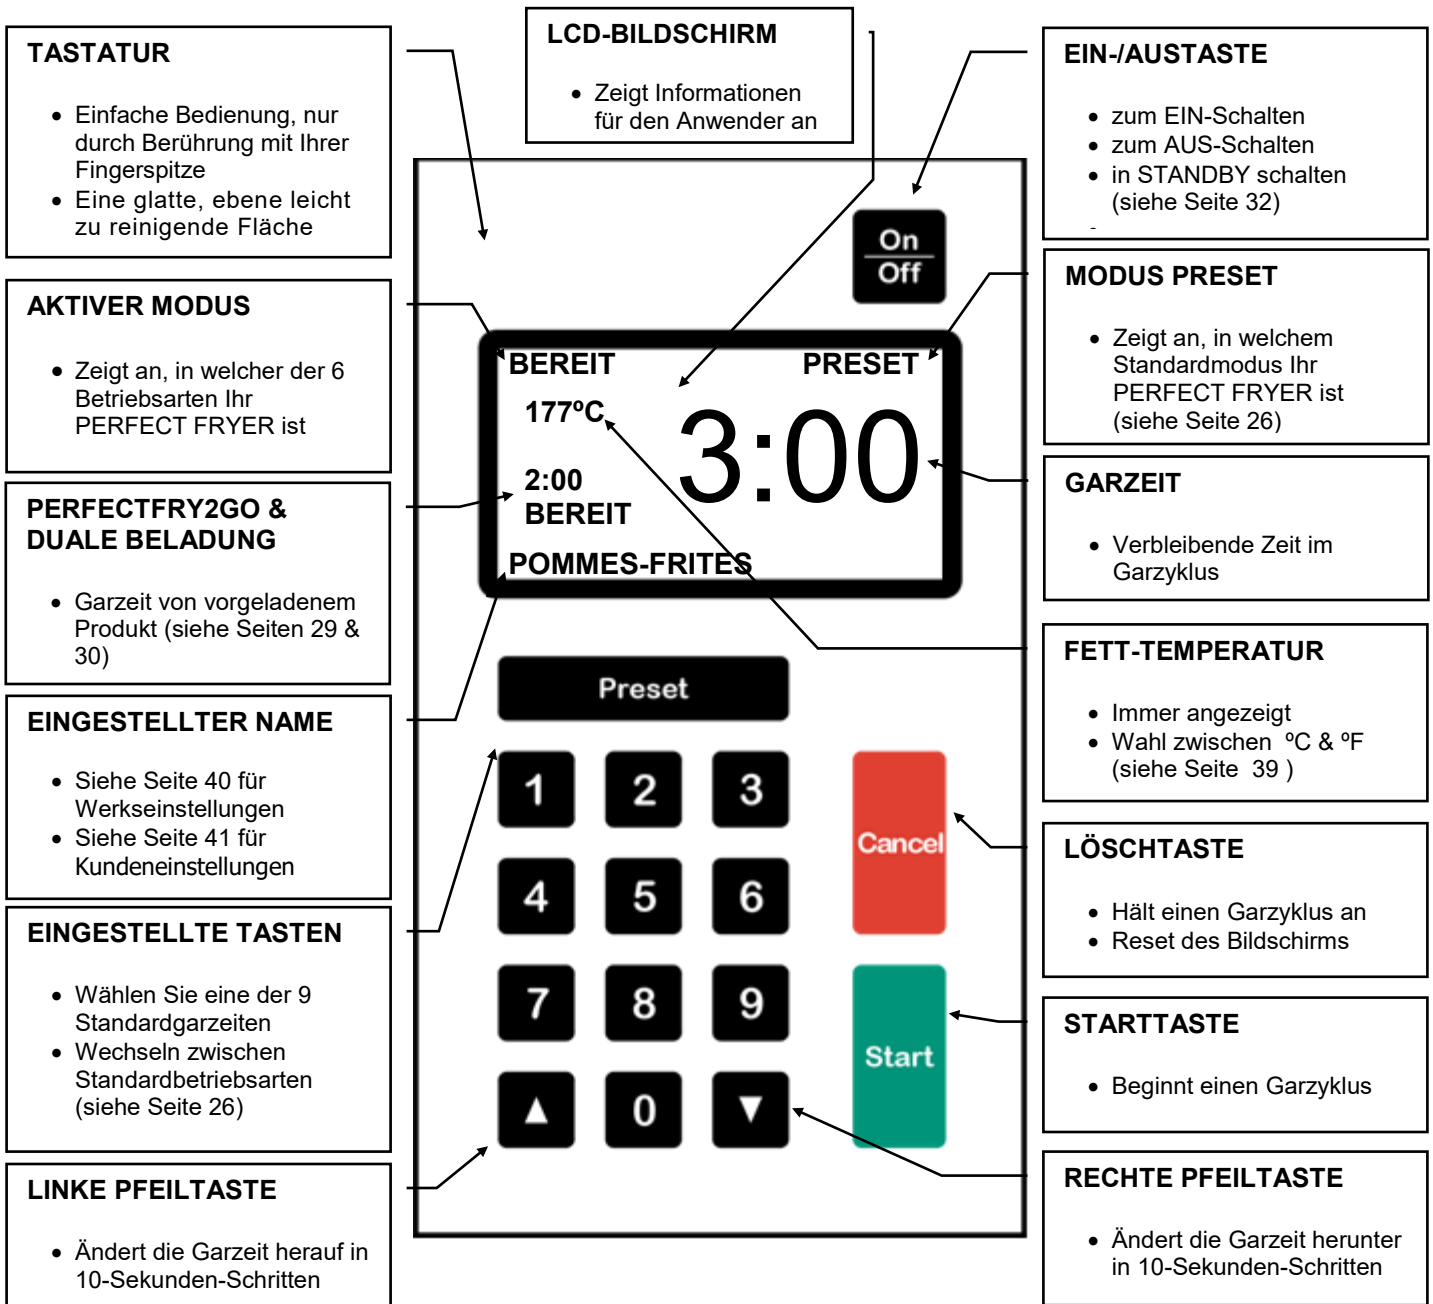 TASTATUR
• Einfache Bedienung, nur
durch Berührung mit Ihrer
Fingerspitze
• Eine glatte, ebene leicht
zu reinigende Fläche
AKTIVER MODUS
• Zeigt an, in welcher der 6
Betriebsarten Ihr
PERFECT FRYER ist
PERFECTFRY2GO &
DUALE BELADUNG
• Garzeit von vorgeladenem
Produkt (siehe Seiten 29 &
30)
EINGESTELLTER NAME
• Siehe Seite 40 für
Werkseinstellungen
• Siehe Seite 41 für
Kundeneinstellungen
EINGESTELLTE TASTEN
• Wählen Sie eine der 9
Standardgarzeiten
• Wechseln zwischen
Standardbetriebsarten
(siehe Seite 26)
LINKE PFEILTASTE
• Ändert die Garzeit herauf in
10-Sekunden-Schritten
LCD-BILDSCHIRM
• Zeigt Informationen
für den Anwender an
On
Off
BEREIT PRESET
177ºC
3:00
2:00
BEREIT
POMMES-FRITES
Preset
1 2 3
Cancel
4 5 6
7 8 9
Start
▲ 0 ▼
EIN-/AUSTASTE
• zum EIN-Schalten
• zum AUS-Schalten
• in STANDBY schalten
(siehe Seite 32)
MODUS PRESET
• Zeigt an, in welchem
Standardmodus Ihr
PERFECT FRYER ist
(siehe Seite 26)
GARZEIT
• Verbleibende Zeit im
Garzyklus
FETT-TEMPERATUR
• Immer angezeigt
• Wahl zwischen ºC & ºF
(siehe Seite 39 )
LÖSCHTASTE
• Hält einen Garzyklus an
• Reset des Bildschirms
STARTTASTE
• Beginnt einen Garzyklus
RECHTE PFEILTASTE
• Ändert die Garzeit herunter
in 10-Sekunden-Schritten